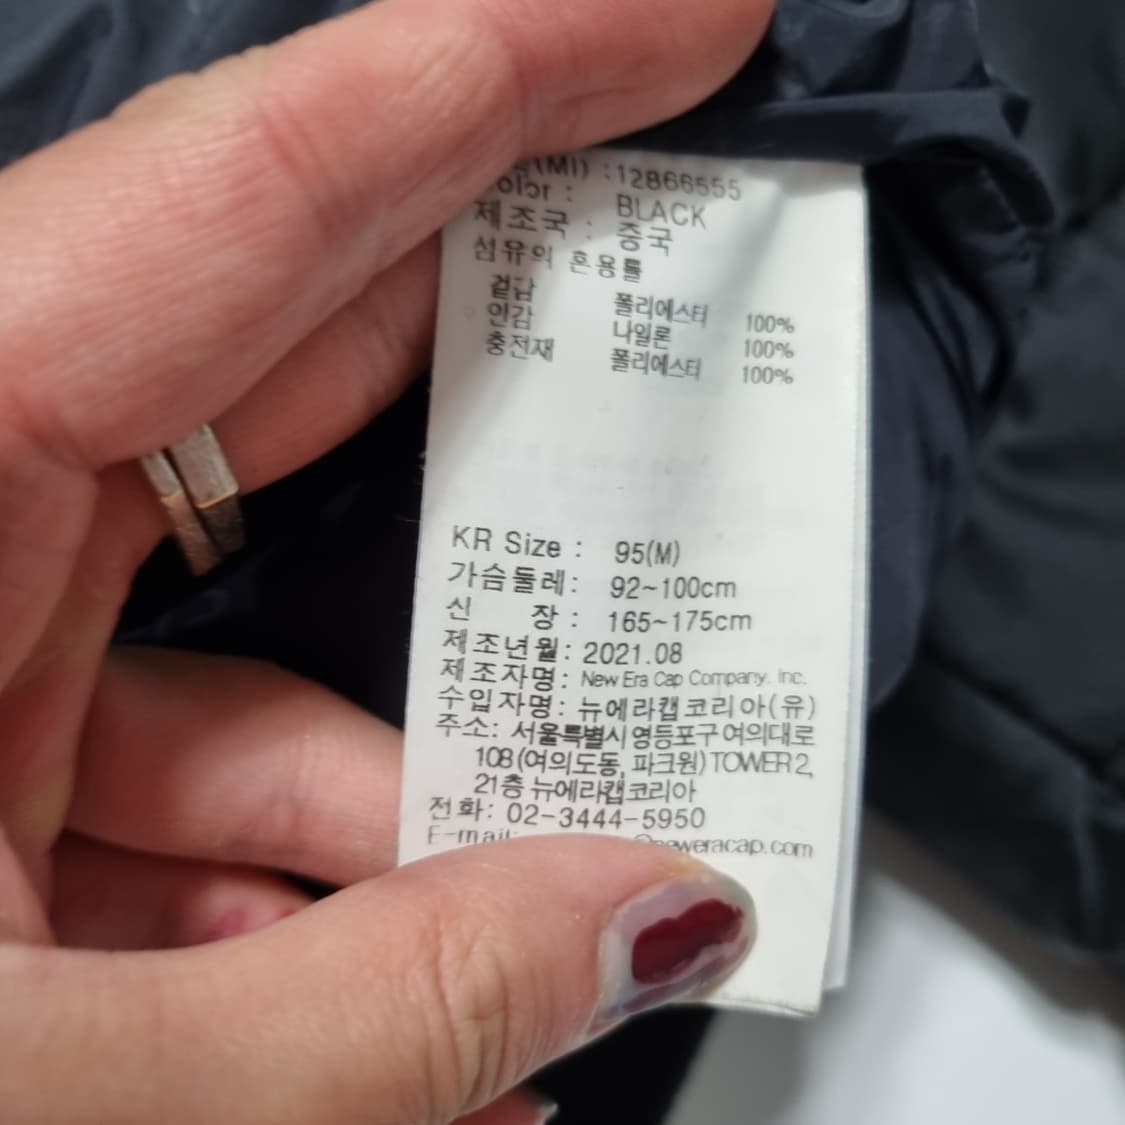 (MI) : 12866555
olor : BLACK
제조국 : 중국
섬유의 혼용률
겉감 폴리에스터 100%
안감 나일론 100%
충전재 폴리에스터 100%
KR Size : 95(M)
가슴둘레 : 92~100cm
신 장 : 165~175cm
제조년월 : 2021.08
제조자명 : New Era Cap Company. Inc.
수입자명 : 뉴에라캡코리아(유)
주소: 서울특별시 영등포구 여의대로
108(여의도동, 파크원) TOWER 2,
21층 뉴에라캡코리아
전화: 02-3444-5950
E-mail: @neweracap.com